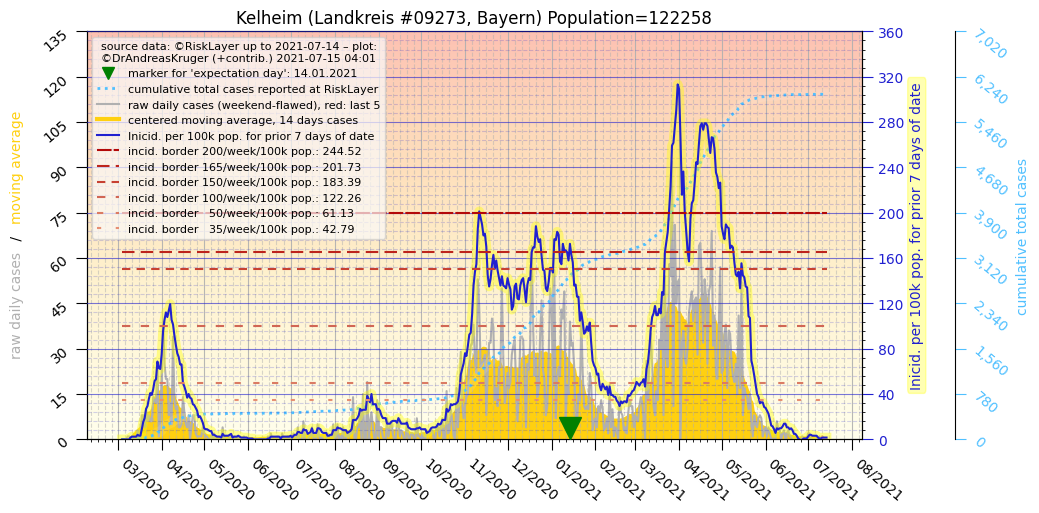 Kelheim (Landkreis #09273, Bayern) Population=122258
source data: ©RiskLayer up to 2021-07-14 – plot:
©DrAndreasKruger (+contrib.) 2021-07-15 04:01
marker for 'expectation day': 14.01.2021
cumulative total cases reported at RiskLayer
raw daily cases (weekend-flawed), red: last 5
centered moving average, 14 days cases
Inicid. per 100k pop. for prior 7 days of date
incid. border 200/week/100k pop.: 244.52
incid. border 165/week/100k pop.: 201.73
incid. border 150/week/100k pop.: 183.39
incid. border 100/week/100k pop.: 122.26
incid. border   50/week/100k pop.: 61.13
incid. border   35/week/100k pop.: 42.79
raw daily cases / moving average
135
120
105
90
75
60
45
30
15
0
360
320
280
240
200
160
120
80
40
0
Inicid. per 100k pop. for prior 7 days of date
7,020
6,240
5,460
4,680
3,900
3,120
2,340
1,560
780
0
cumulative total cases
03/2020
04/2020
05/2020
06/2020
07/2020
08/2020
09/2020
10/2020
11/2020
12/2020
01/2021
02/2021
03/2021
04/2021
05/2021
06/2021
07/2021
08/2021